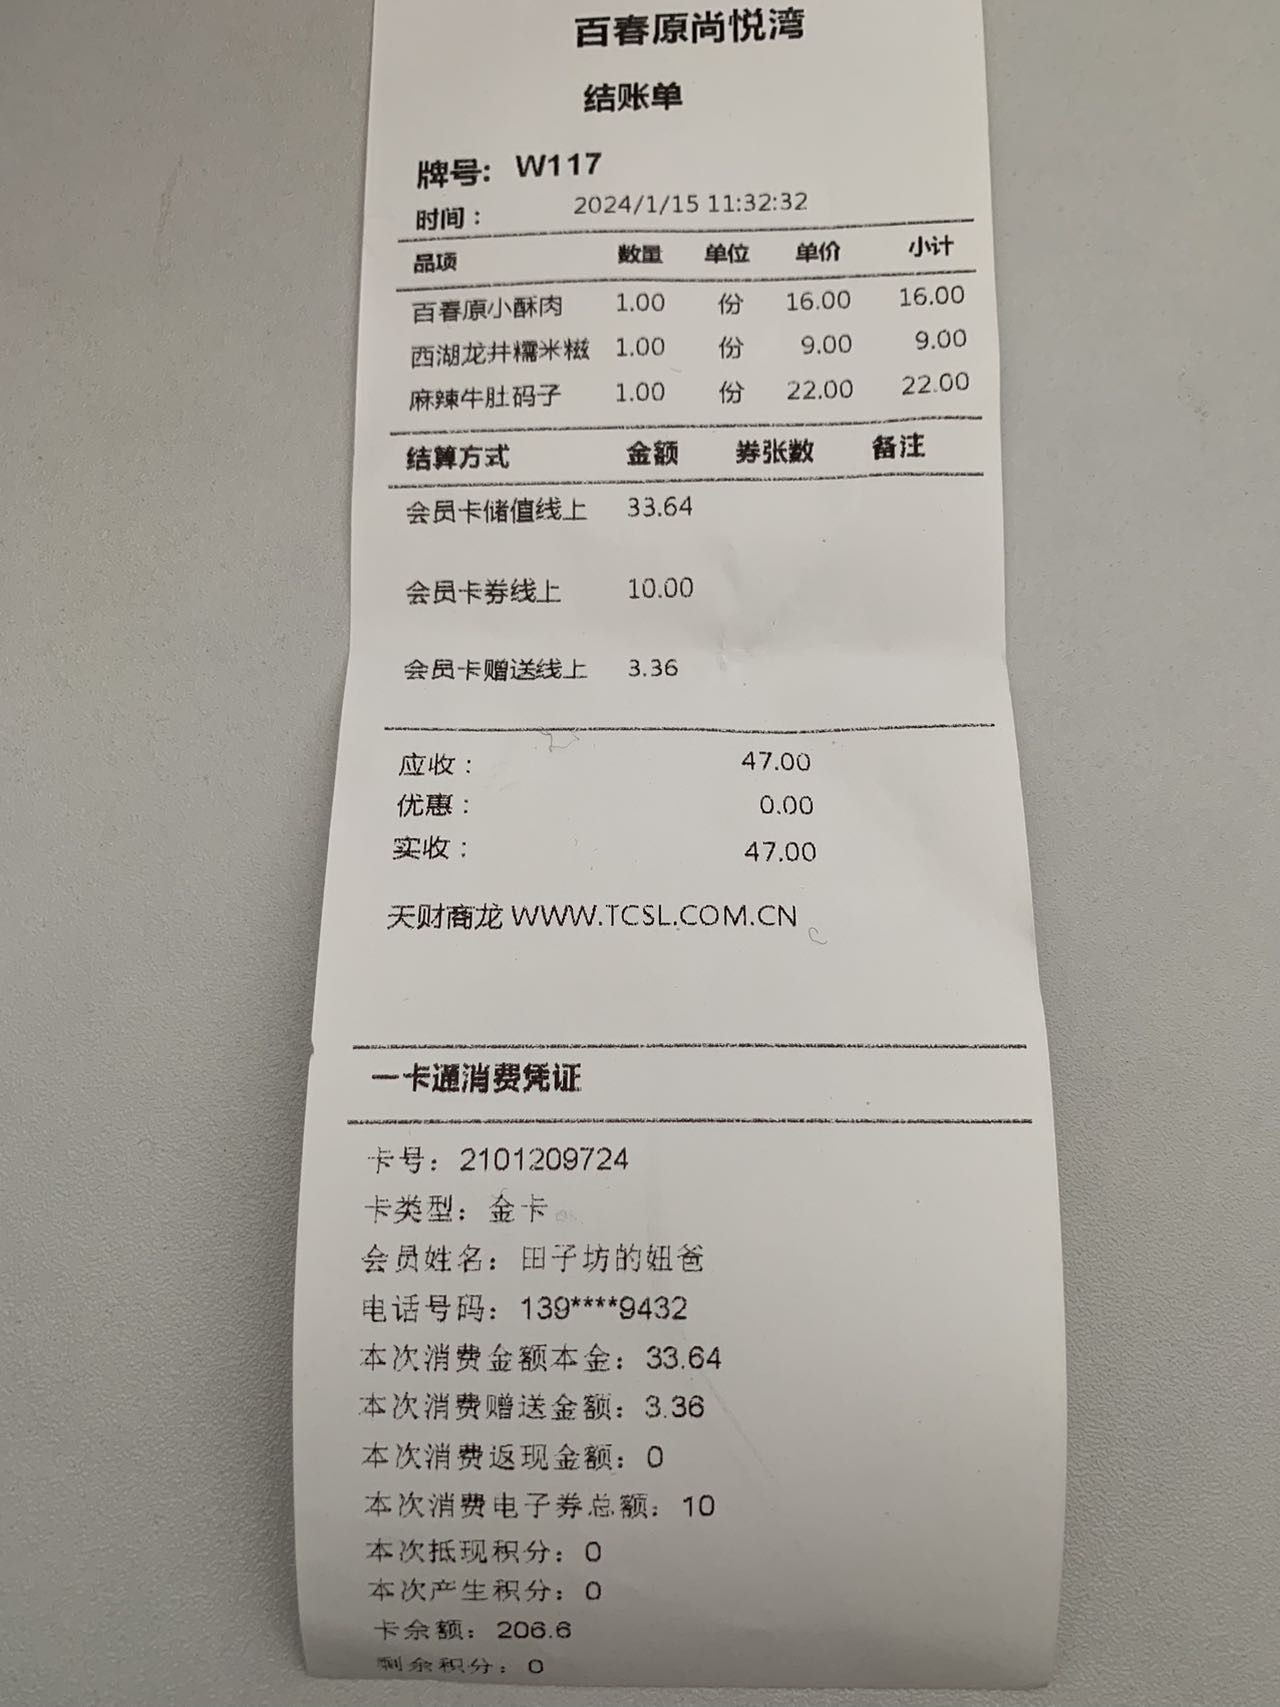 百春原尚悦湾
结账单
牌号: W117
时间: 2024/1/15 11:32:32
品项 数量 单位 单价 小计
百春原小酥肉 1.00 份 16.00 16.00
西湖龙井糯米糍 1.00 份 9.00 9.00
麻辣牛肚码子 1.00 份 22.00 22.00
结算方式 金额 券张数 备注
会员卡储值线上 33.64
会员卡券线上 10.00
会员卡赠送线上 3.36
应收: 47.00
优惠: 0.00
实收: 47.00
天财商龙 WWW.TCSL.COM.CN
一卡通消费凭证
卡号: 2101209724
卡类型: 金卡
会员姓名: 田子坊的妞爸
电话号码: 139****9432
本次消费金额本金: 33.64
本次消费赠送金额: 3.36
本次消费返现金额: 0
本次消费电子券总额: 10
本次抵现积分: 0
本次产生积分: 0
卡余额: 206.6
剩余积分: 0